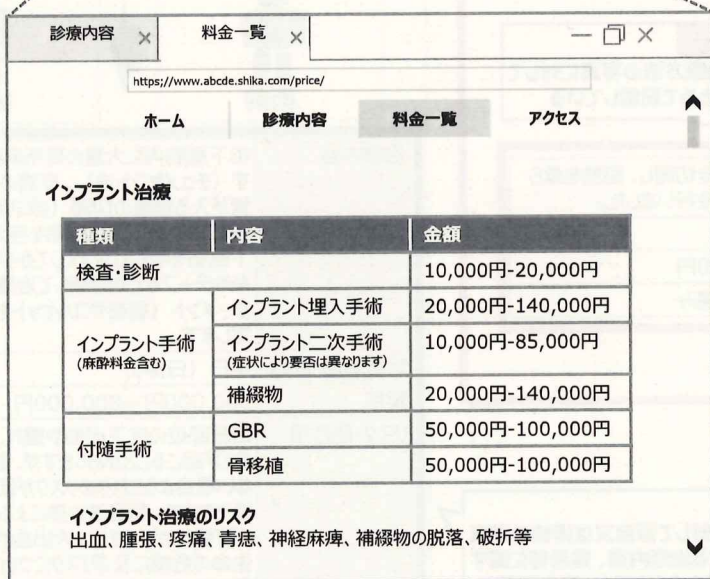 診療内容 ×
料金一覧 ×
https://www.abcde.shika.com/price/
ホーム 診療内容 料金一覧 アクセス
インプラント治療
種類 内容 金額
検査・診断 10,000円-20,000円
インプラント手術
(麻酔料金含む)
インプラント埋入手術 20,000円-140,000円
インプラント二次手術 10,000円-85,000円
(症状により要否は異なります)
補綴物 20,000円-140,000円
付随手術
GBR 50,000円-100,000円
骨移植 50,000円-100,000円
インプラント治療のリスク
出血、腫張、疼痛、青痣、神経麻痺、補綴物の脱落、破折等